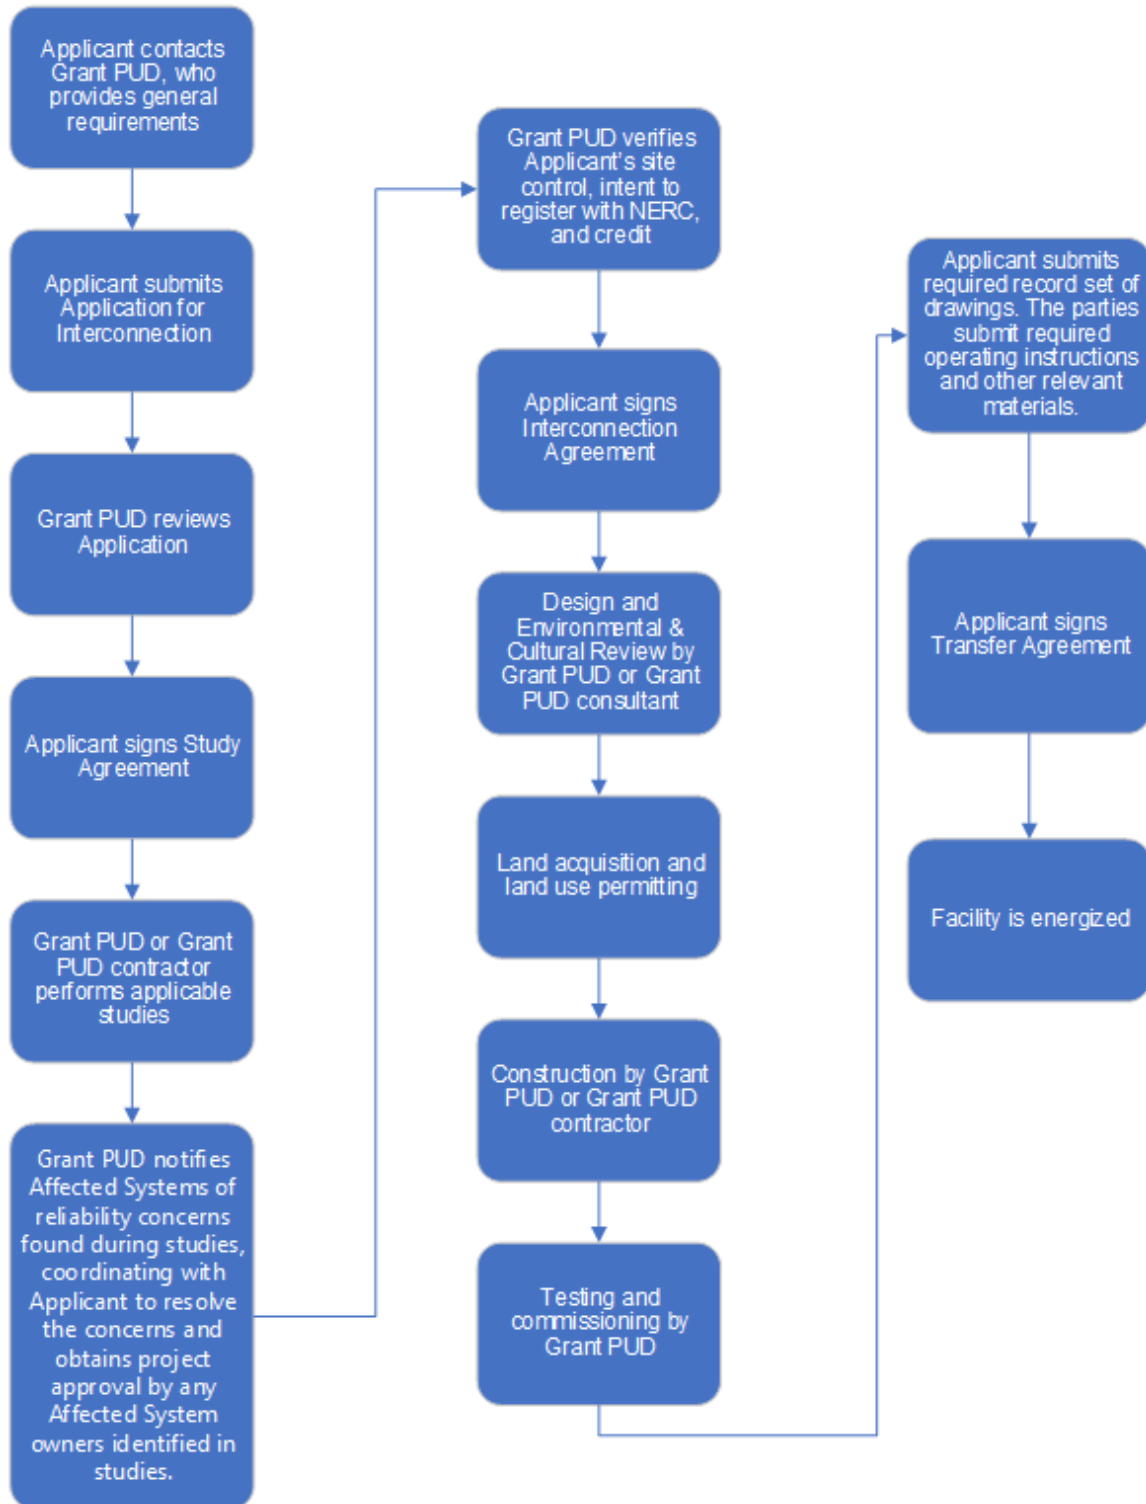 Applicant contacts
Grant PUD, who
provides general
requirements
Applicant submits
Application for
Interconnection
Grant PUD reviews
Application
Applicant signs Study
Agreement
Grant PUD or Grant
PUD contractor
performs applicable
studies
Grant PUD notifies
Affected Systems of
reliability concerns
found during studies,
coordinating with
Applicant to resolve
the concerns and
obtains project
approval by any
Affected System
owners identified in
studies.
Grant PUD verifies
Applicant's site
control, intent to
register with NERC,
and credit
Applicant signs
Interconnection
Agreement
Design and
Environmental &
Cultural Review by
Grant PUD or Grant
PUD consultant
Land acquisition and
land use permitting
Construction by Grant
PUD or Grant PUD
contractor
Testing and
commissioning by
Grant PUD
Applicant submits
required record set of
drawings. The parties
submit required
operating instructions
and other relevant
materials.
Applicant signs
Transfer Agreement
Facility is energized